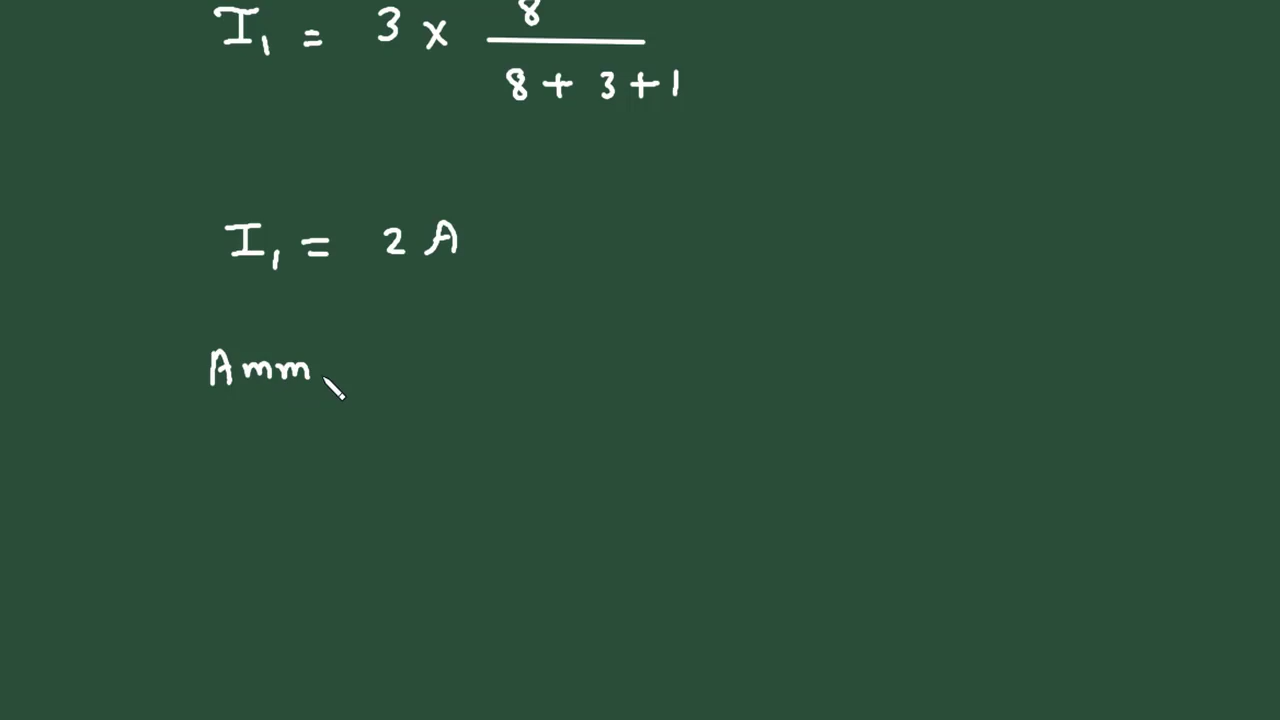 I₁ = 3 × 8 / (8 + 3 + 1)
I₁ = 2 A
Amm